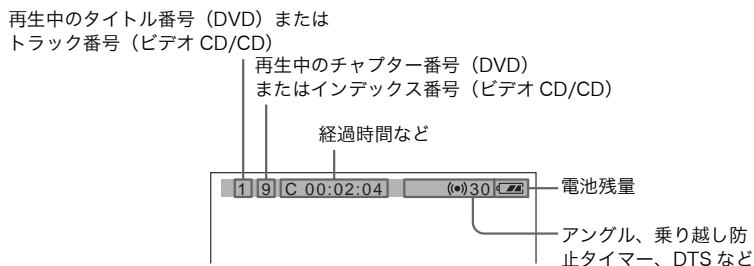 再生中のタイトル番号（DVD）または
トラック番号（ビデオ CD/CD）
再生中のチャプター番号（DVD）
またはインデックス番号（ビデオ CD/CD）
経過時間など
1 9 C 00:02:04 ((•)) 30
電池残量
アングル、乗り越し防
止タイマー、DTS など